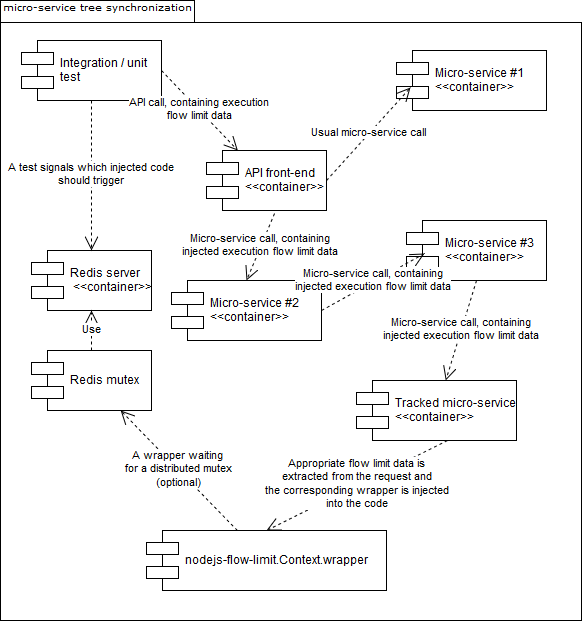 micro-service tree synchronization
Integration / unit
test
Micro-service #1
<<container>>
API call, containing execution
flow limit data
Usual micro-service call
A test signals which injected code
should trigger
API front-end
<<container>>
Micro-service call, containing
injected execution flow limit data
Micro-service #3
<<container>>
Redis server
<<container>>
Micro-service call, containing
injected execution flow limit data
Micro-service #2
<<container>>
Use
Micro-service call, containing
injected execution flow limit data
Redis mutex
Tracked micro-service
<<container>>
A wrapper waiting
for a distributed mutex
(optional)
Appropriate flow limit data is
extracted from the request and
the corresponding wrapper is injected
into the code
nodejs-flow-limit.Context.wrapper